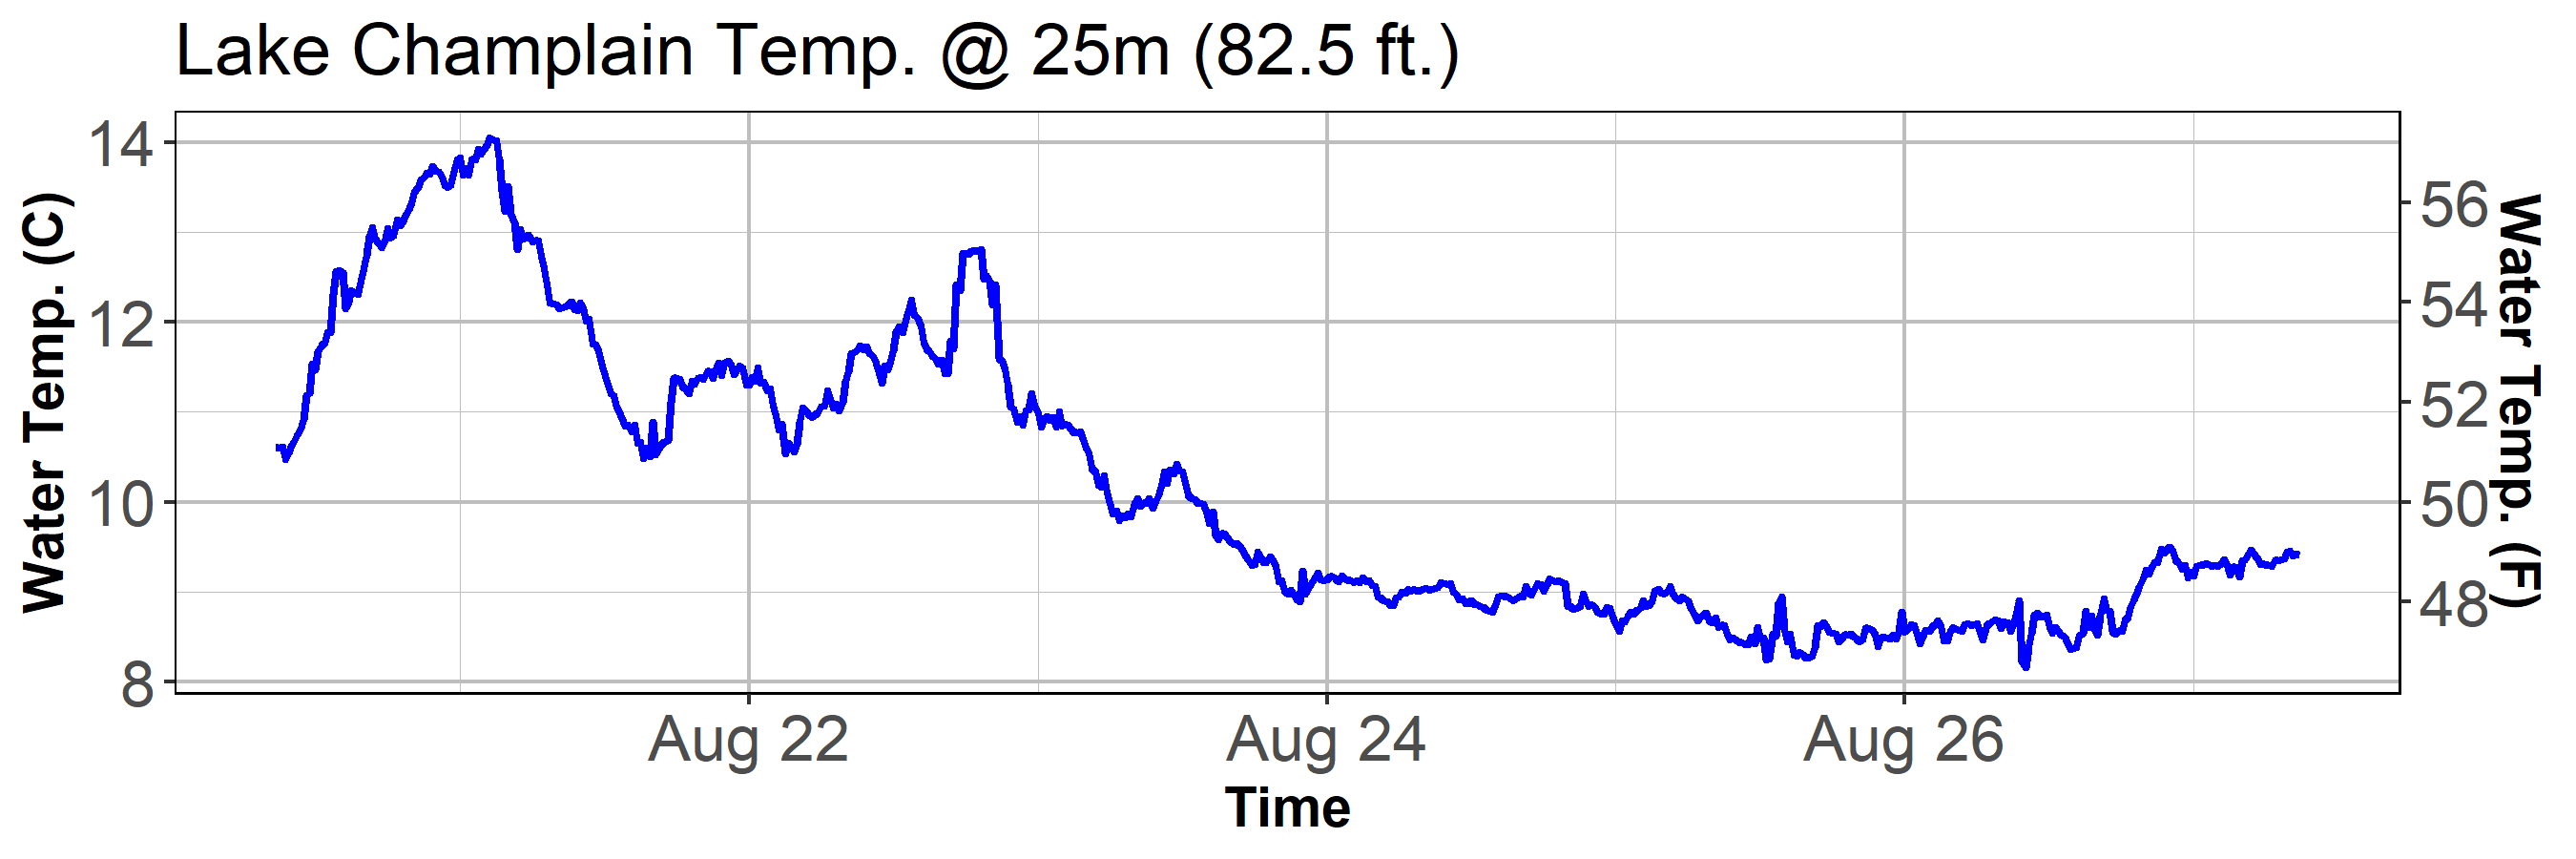 Lake Champlain Temp. @ 25m (82.5 ft.)
Water Temp. (C)
14
12
10
8
56
54
52
50
48
Water Temp. (F)
Aug 22
Aug 24
Aug 26
Time